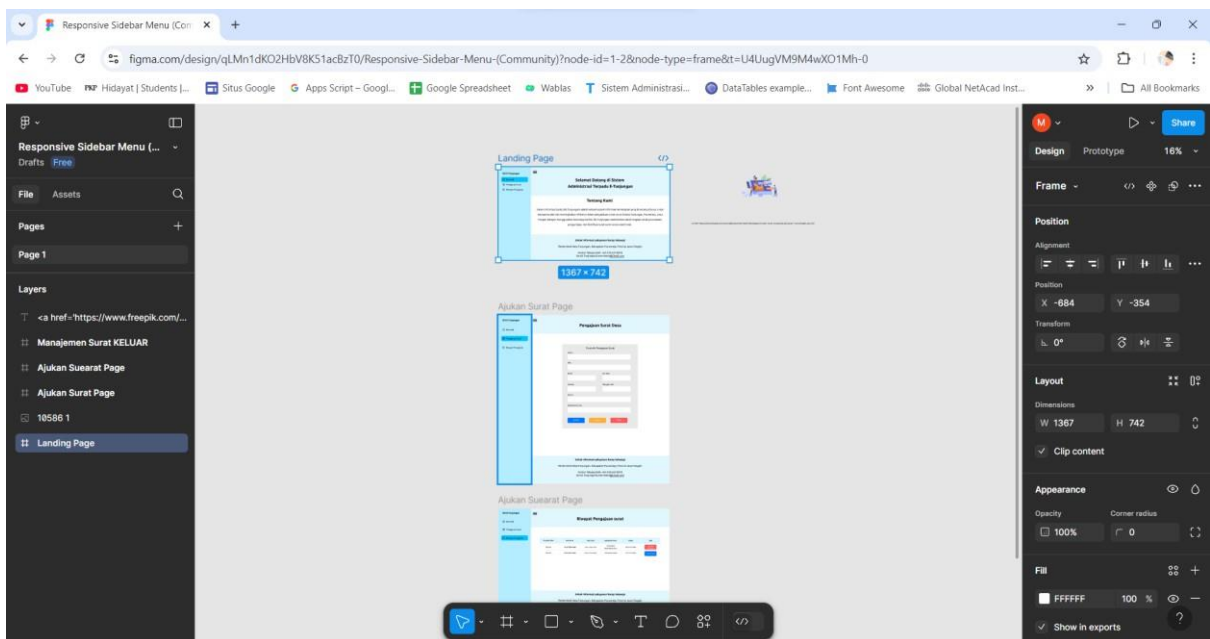 Responsive Sidebar Menu (Com
figma.com/design/qLMn1dKO2HbV8K51acBzT0/Responsive-Sidebar-Menu-(Community)?node-id=1-2&node-type=frame&t=U4UugVM9M4wXO1Mh-0
YouTube PKP Hidayat | Students |... Situs Google Apps Script – Googl... Google Spreadsheet Wablas Sistem Administrasi... DataTables example... Font Awesome Global NetAcad Inst... » All Bookmarks
Responsive Sidebar Menu (...
Drafts Free
File Assets
Pages
Page 1
Layers
<a href='https://www.freepik.com/...
Manajemen Surat KELUAR
Ajukan Suearat Page
Ajukan Surat Page
10586 1
Landing Page
Landing Page
Selamat Datang di Sistem
Administrasi Terpadu E-Tunjungan
Tentang Kami
1367 × 742
Ajukan Surat Page
Pengajuan Surat Desa
Ajukan Suearat Page
Riwayat Pengajuan surat
M Share
Design Prototype 16%
Frame
Position
Alignment
Position
X -684 Y -354
Transform
0°
Layout
Dimensions
W 1367 H 742
Clip content
Appearance
Opacity Corner radius
100% 0
Fill
FFFFFF 100 %
Show in exports
?